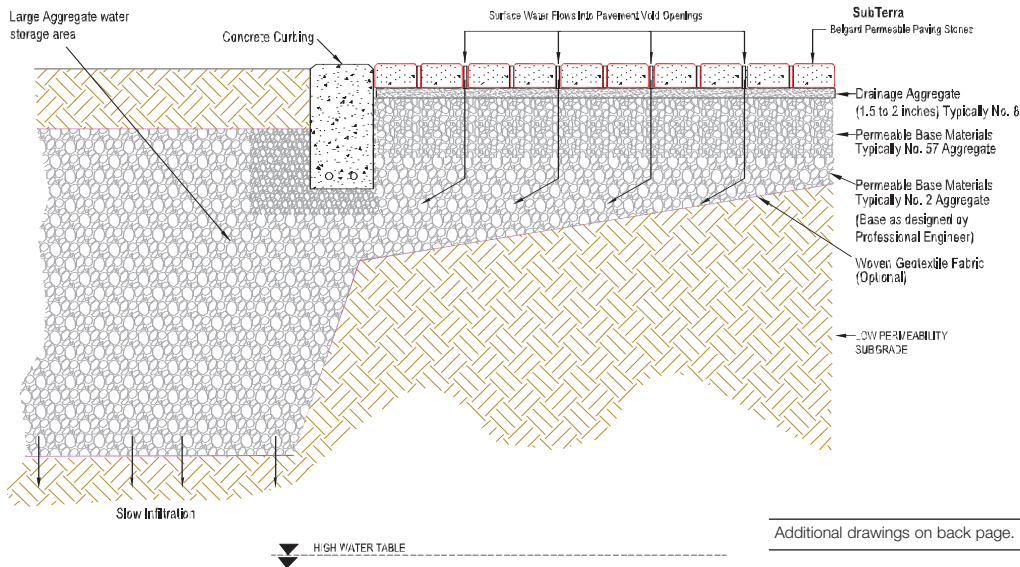 Large Aggregate water
storage area
Concrete Curbing
Surface Water Flows Into Pavement Void Openings
SubTerra
Belgard Permeable Paving Stones
Drainage Aggregate
(1.5 to 2 inches) Typically No. 8
Permeable Base Materials
Typically No. 57 Aggregate
Permeable Base Materials
Typically No. 2 Aggregate
(Base as designed by
Professional Engineer)
Woven Geotextile Fabric
(Optional)
LOW PERMEABILITY
SUBGRADE
Slow Infiltration
HIGH WATER TABLE
Additional drawings on back page.